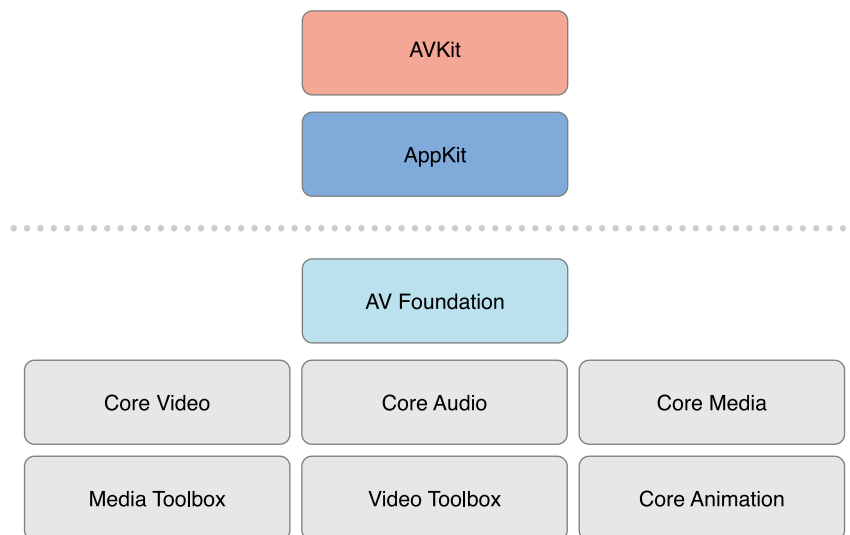 AVKit
AppKit
AV Foundation
Core Video
Core Audio
Core Media
Media Toolbox
Video Toolbox
Core Animation